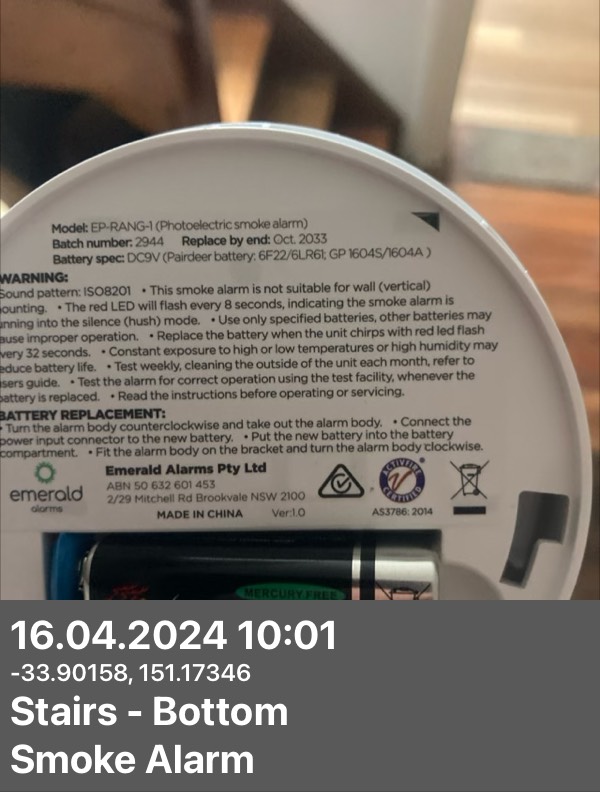 Model: EP-RANG-1 (Photoelectric smoke alarm)
Batch number: 2944 Replace by end: Oct. 2033
Battery spec: DC9V (Pairdeer battery: 6F22/6LR61; GP 1604S/1604A )
WARNING:
Sound pattern: ISO8201 • This smoke alarm is not suitable for wall (vertical)
ounting. • The red LED will flash every 8 seconds, indicating the smoke alarm is
nning into the silence (hush) mode. • Use only specified batteries, other batteries may
ause improper operation. • Replace the battery when the unit chirps with red led flash
very 32 seconds. • Constant exposure to high or low temperatures or high humidity may
educe battery life. • Test weekly, cleaning the outside of the unit each month, refer to
sers guide. • Test the alarm for correct operation using the test facility, whenever the
battery is replaced. • Read the instructions before operating or servicing.
BATTERY REPLACEMENT:
• Turn the alarm body counterclockwise and take out the alarm body. • Connect the
power input connector to the new battery. • Put the new battery into the battery
compartment. • Fit the alarm body on the bracket and turn the alarm body clockwise.
emerald
alarms
Emerald Alarms Pty Ltd
ABN 50 632 601 453
2/29 Mitchell Rd Brookvale NSW 2100
MADE IN CHINA Ver:1.0
ACTIVFIRE
CERTIFIED
AS3786: 2014
MERCURY FREE
16.04.2024 10:01
-33.90158, 151.17346
Stairs - Bottom
Smoke Alarm